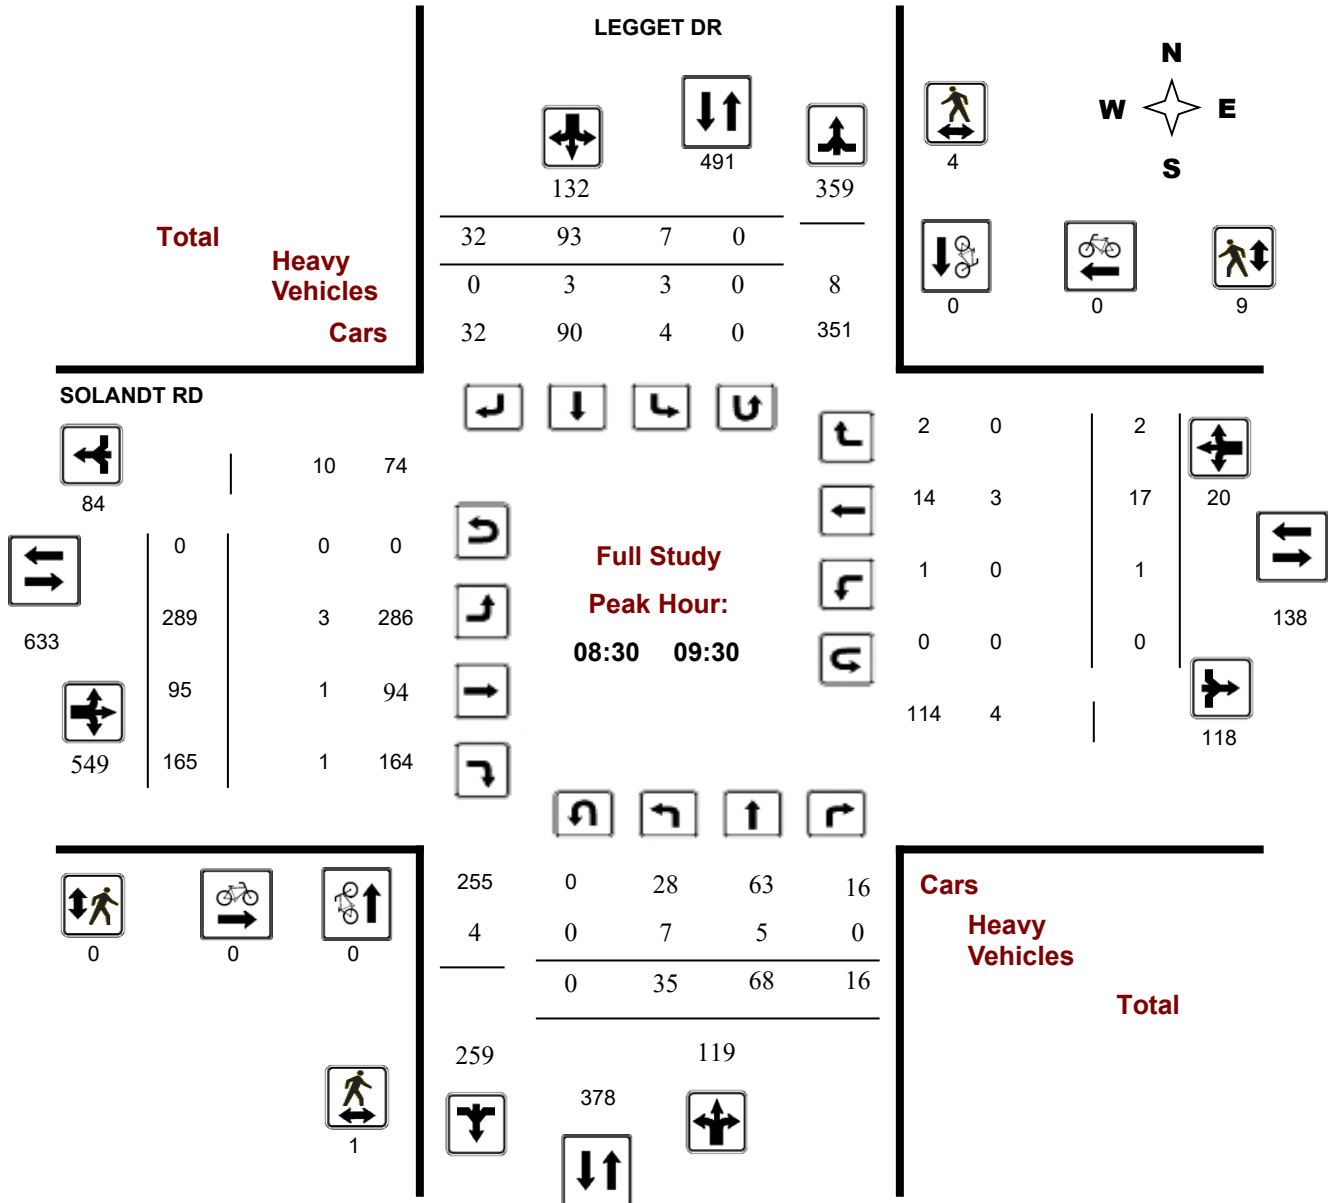 LEGGET DR
N
W E
S
491
4
132 359
Total 32 93 7 0
Heavy
Vehicles 0 3 3 0 8
0 0 9
Cars 32 90 4 0 351
SOLANDT RD
2 0 2
10 74
84
14 3 17 20
0 0 0
Full Study
1 0 1
Peak Hour:
289 3 286
138
633
08:30 09:30
0 0 0
95 1 94
114 4
118
549 165 1 164
255 0 28 63 16
Cars
4 0 7 5 0
Heavy
Vehicles
0 0 0
0 35 68 16
Total
259 119
378
1